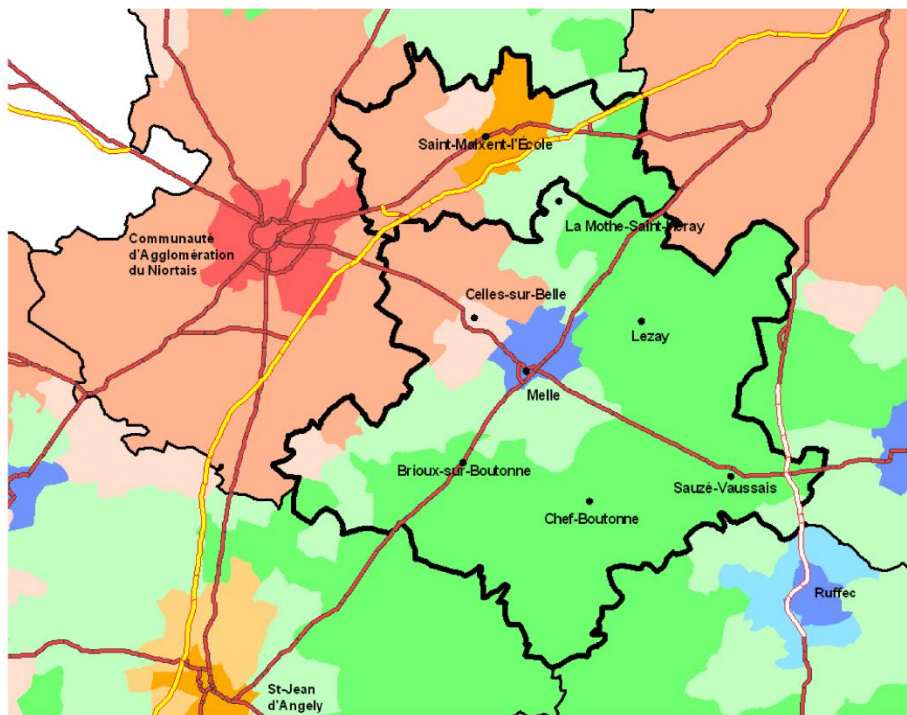 Saint-Maixent-l'École
La Mothe-Saint-Héray
Communauté
d'Agglomération
du Niortais
Celles-sur-Belle
Lezay
Melle
Brioux-sur-Boutonne
Sauzé-Vaussais
Chef-Boutonne
Ruffec
St-Jean
d'Angely